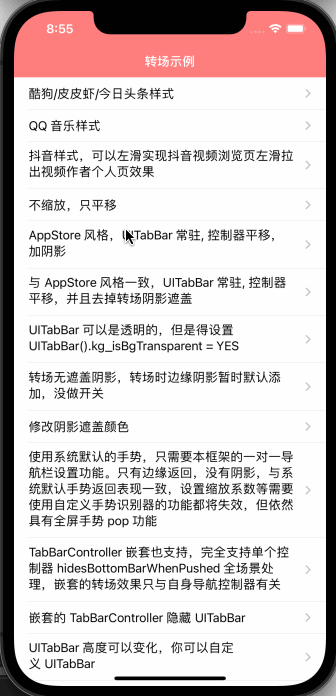 8:55
转场示例
酷狗/皮皮虾/今日头条样式
QQ 音乐样式
抖音样式，可以左滑实现抖音视频浏览页左滑拉
出视频作者个人页效果
不缩放，只平移
AppStore 风格，UITabBar 常驻, 控制器平移，
加阴影
与 AppStore 风格一致，UITabBar 常驻, 控制器
平移，并且去掉转场阴影遮盖
UITabBar 可以是透明的，但是得设置
UITabBar().kg_isBgTransparent = YES
转场无遮盖阴影，转场时边缘阴影暂时默认添
加，没做开关
修改阴影遮盖颜色
使用系统默认的手势，只需要本框架的一对一导
航栏设置功能。只有边缘返回，没有阴影，与系
统默认手势返回表现一致，设置缩放系数等需要
使用自定义手势识别器的功能都将失效，但依然
具有全屏手势 pop 功能
TabBarController 嵌套也支持，完全支持单个控
制器 hidesBottomBarWhenPushed 全场景处
理，嵌套的转场效果只与自身导航控制器有关
嵌套的 TabBarController 隐藏 UITabBar
UITabBar 高度可以变化，你可以自定
义 UITabBar